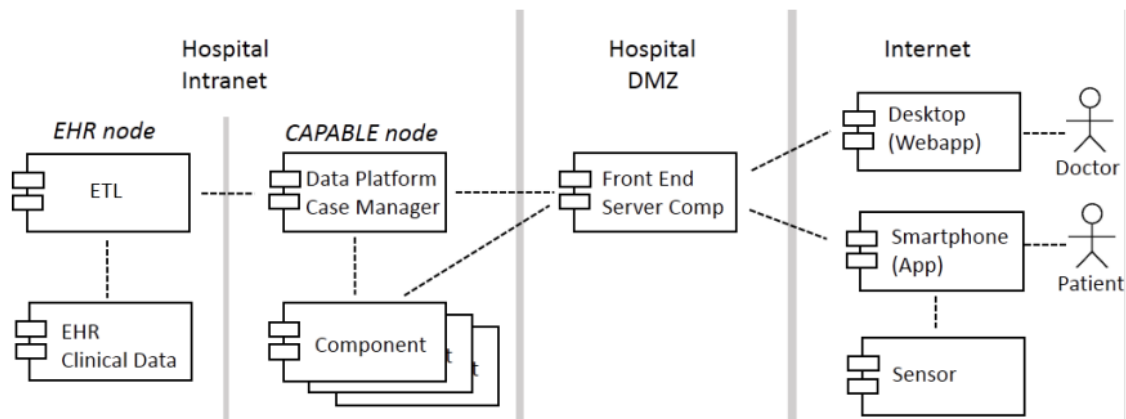 Hospital
Intranet
Hospital
DMZ
Internet
EHR node
CAPABLE node
ETL
Data Platform
Case Manager
Front End
Server Comp
Desktop
(Webapp)
Doctor
Smartphone
(App)
Patient
EHR
Clinical Data
Component
t
t
Sensor